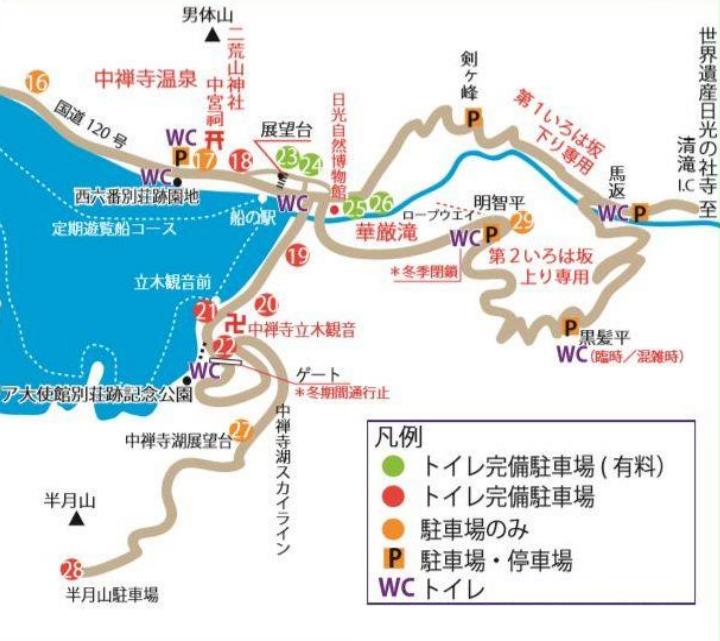 男体山
二荒山神社
中宮祠
中禅寺温泉
16
国道120号
WC
P
17
18
展望台
23
24
日光自然博物館
剣ヶ峰
P
第1いろは坂
下り専用
馬返
WC
P
世界遺産日光の社寺 至
清滝I.C
WC
西六番別荘跡園地
船の駅
WC
25
26
華厳滝
ロープウエイ
明智平
29
WC
P
*冬季閉鎖
第2いろは坂
上り専用
定期遊覧船コース
19
立木観音前
21
20
卍中禅寺立木観音
22
WC
ゲート
*冬期間通行止
P
黒髪平
WC(臨時/混雑時)
ア大使館別荘跡記念公園
中禅寺湖展望台
27
中禅寺湖スカイライン
半月山
28
半月山駐車場
凡例
トイレ完備駐車場(有料)
トイレ完備駐車場
駐車場のみ
P 駐車場・停車場
WC トイレ